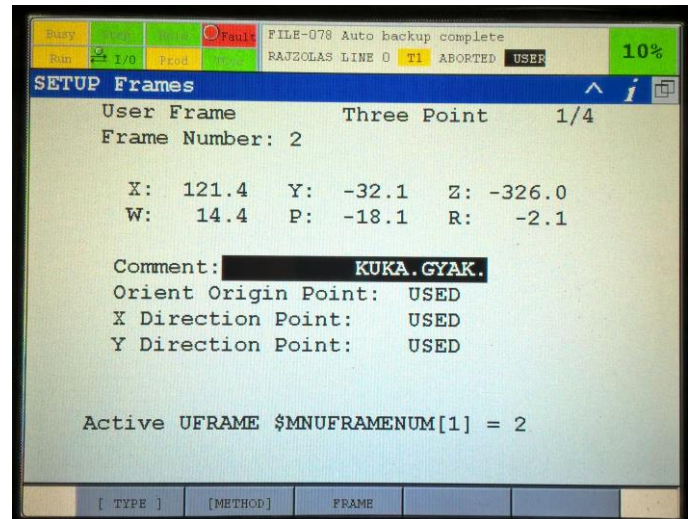 Busy Step Hold Fault FILE-078 Auto backup complete
Run I/O Prod RAJZOLAS LINE 0 T1 ABORTED USER 10%
SETUP Frames
User Frame Three Point 1/4
Frame Number: 2
X: 121.4 Y: -32.1 Z: -326.0
W: 14.4 P: -18.1 R: -2.1
Comment: KUKA.GYAK.
Orient Origin Point: USED
X Direction Point: USED
Y Direction Point: USED
Active UFRAME $MNUFRAMENUM[1] = 2
[ TYPE ] [METHOD] FRAME